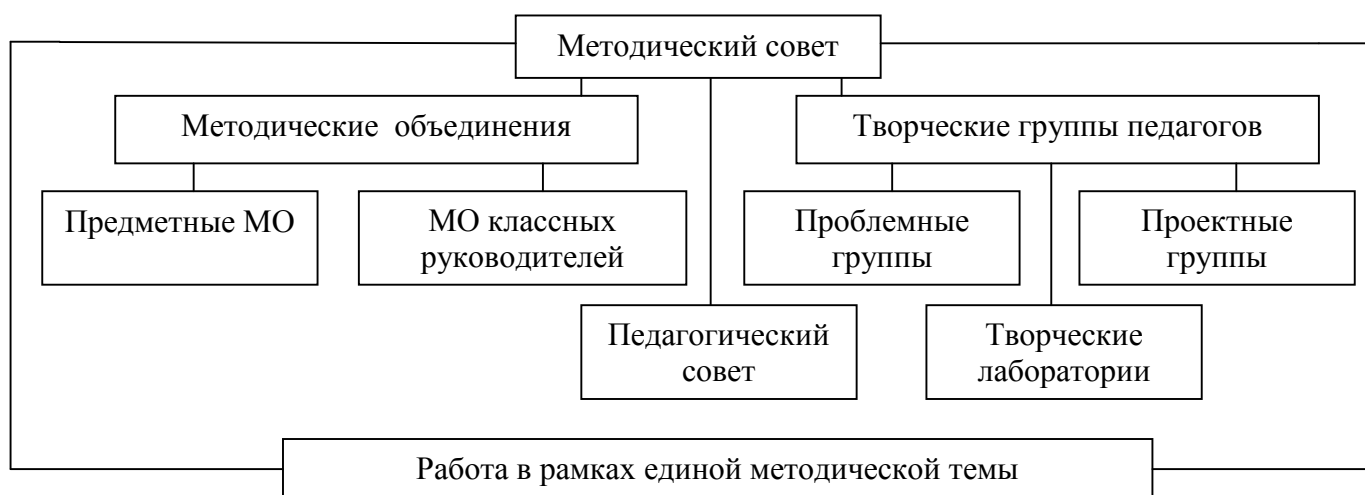 Методический совет
Методические объединения
Творческие группы педагогов
Предметные МО
МО классных
руководителей
Проблемные
группы
Проектные
группы
Педагогический
совет
Творческие
лаборатории
Работа в рамках единой методической темы